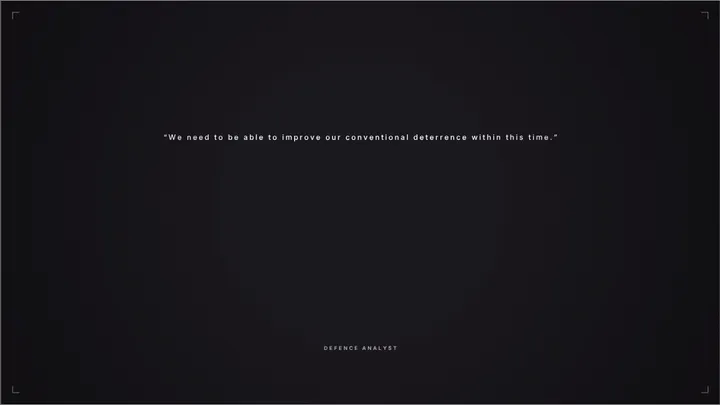 “We need to be able to improve our conventional deterrence within this time.”
DEFENCE ANALYST